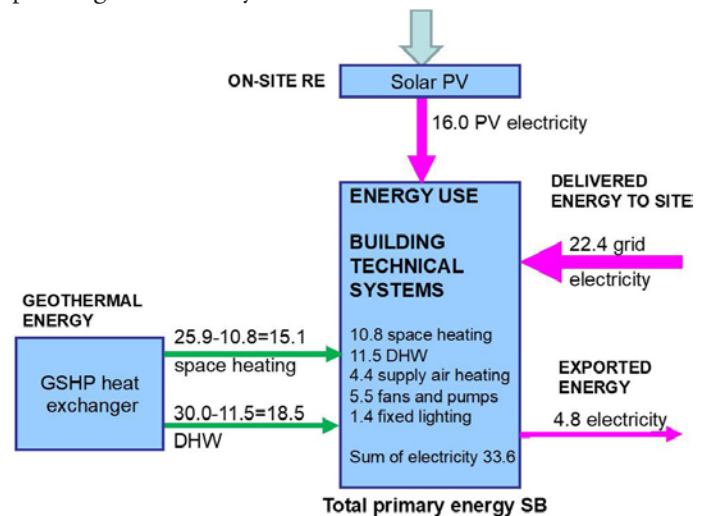 ON-SITE RE
Solar PV
16.0 PV electricity
ENERGY USE
BUILDING
TECHNICAL
SYSTEMS
10.8 space heating
11.5 DHW
4.4 supply air heating
5.5 fans and pumps
1.4 fixed lighting
Sum of electricity 33.6
DELIVERED
ENERGY TO SITE
22.4 grid
electricity
GEOTHERMAL
ENERGY
GSHP heat
exchanger
25.9-10.8=15.1
space heating
30.0-11.5=18.5
DHW
EXPORTED
ENERGY
4.8 electricity
Total primary energy SB